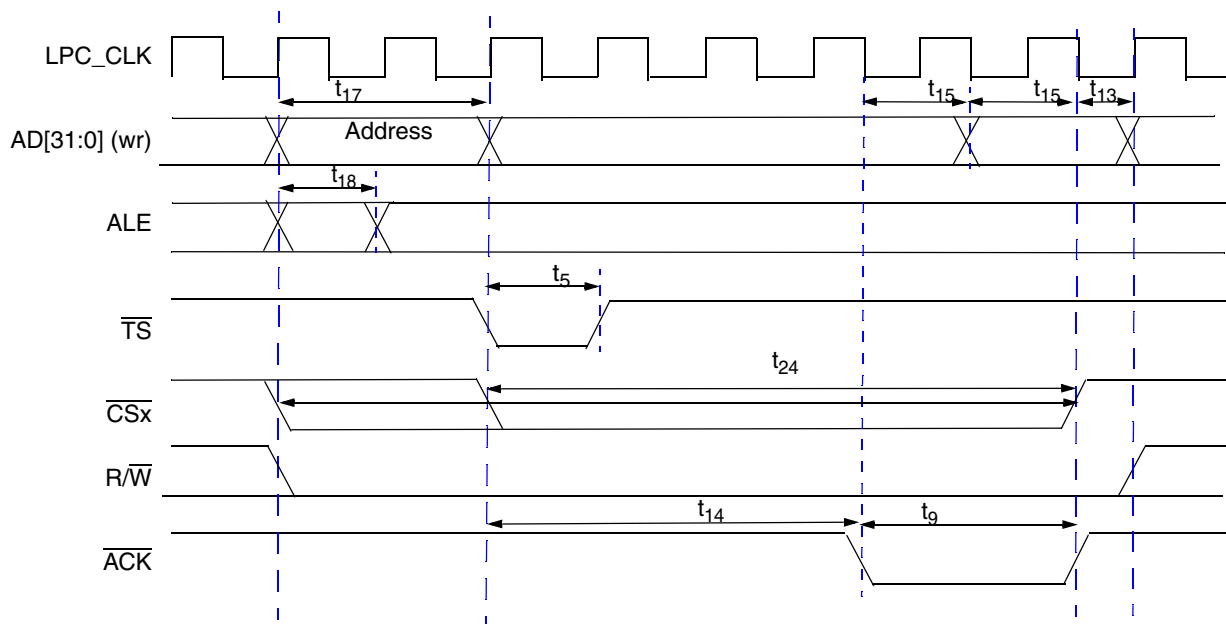 LPC_CLK
t17
t15 t15 t13
AD[31:0] (wr)
Address
t18
ALE
t5
TS
t24
CSx
R/W
t14
t9
ACK